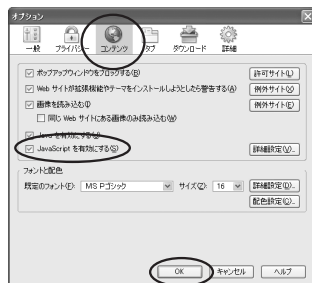 オプション
一般 プライバシー コンテンツ タブ ダウンロード 詳細
ポップアップウィンドウをブロックする(B) 許可サイト(L)
Web サイトが拡張機能やテーマをインストールしようとしたら警告する(A) 例外サイト(X)
画像を読み込む(I) 例外サイト(E)
同じ Web サイトにある画像のみ読み込む(W)
Java を有効にする(J)
JavaScript を有効にする(S) 詳細設定(V)...
フォントと配色
既定のフォント(F): MS Pゴシック サイズ(Z): 16 詳細設定(D)...
配色設定(C)...
OK キャンセル ヘルプ